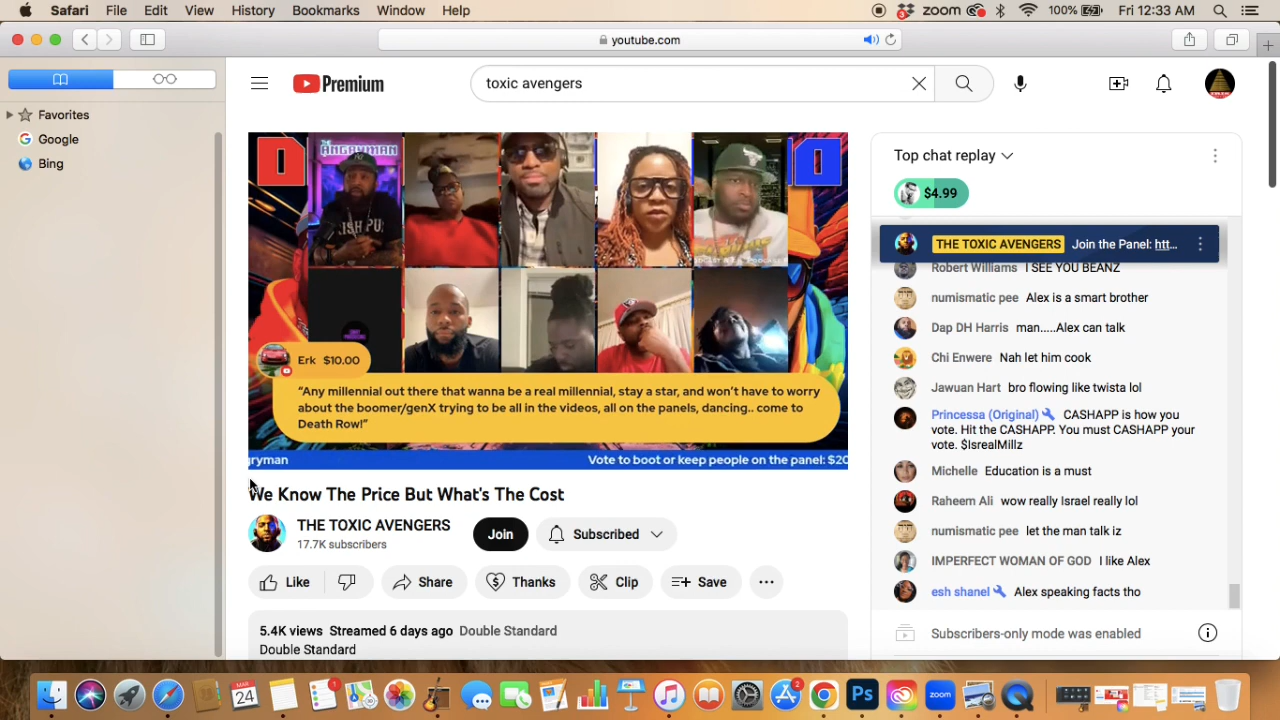 Safari File Edit View History Bookmarks Window Help zoom 100% Fri 12:33 AM
youtube.com
Premium
toxic avengers
Favorites
Google
Bing
ANGRYMAN
Erk $10.00
"Any millennial out there that wanna be a real millennial, stay a star, and won't have to worry
about the boomer/genX trying to be all in the videos, all on the panels, dancing.. come to
Death Row!"
gryman Vote to boot or keep people on the panel: $20
We Know The Price But What's The Cost
THE TOXIC AVENGERS
17.7K subscribers
Join
Subscribed
Like
Share
Thanks
Clip
Save
5.4K views Streamed 6 days ago Double Standard
Double Standard
Top chat replay
$4.99
THE TOXIC AVENGERS Join the Panel: htt...
Robert Williams I SEE YOU BEANZ
numismatic pee Alex is a smart brother
Dap DH Harris man.....Alex can talk
Chi Enwere Nah let him cook
Jawuan Hart bro flowing like twista lol
Princessa (Original) CASHAPP is how you
vote. Hit the CASHAPP. You must CASHAPP your
vote. $IsrealMillz
Michelle Education is a must
Raheem Ali wow really Israel really lol
numismatic pee let the man talk iz
IMPERFECT WOMAN OF GOD I like Alex
esh shanel Alex speaking facts tho
Subscribers-only mode was enabled
MAR
24
1
2
Ps
zoom